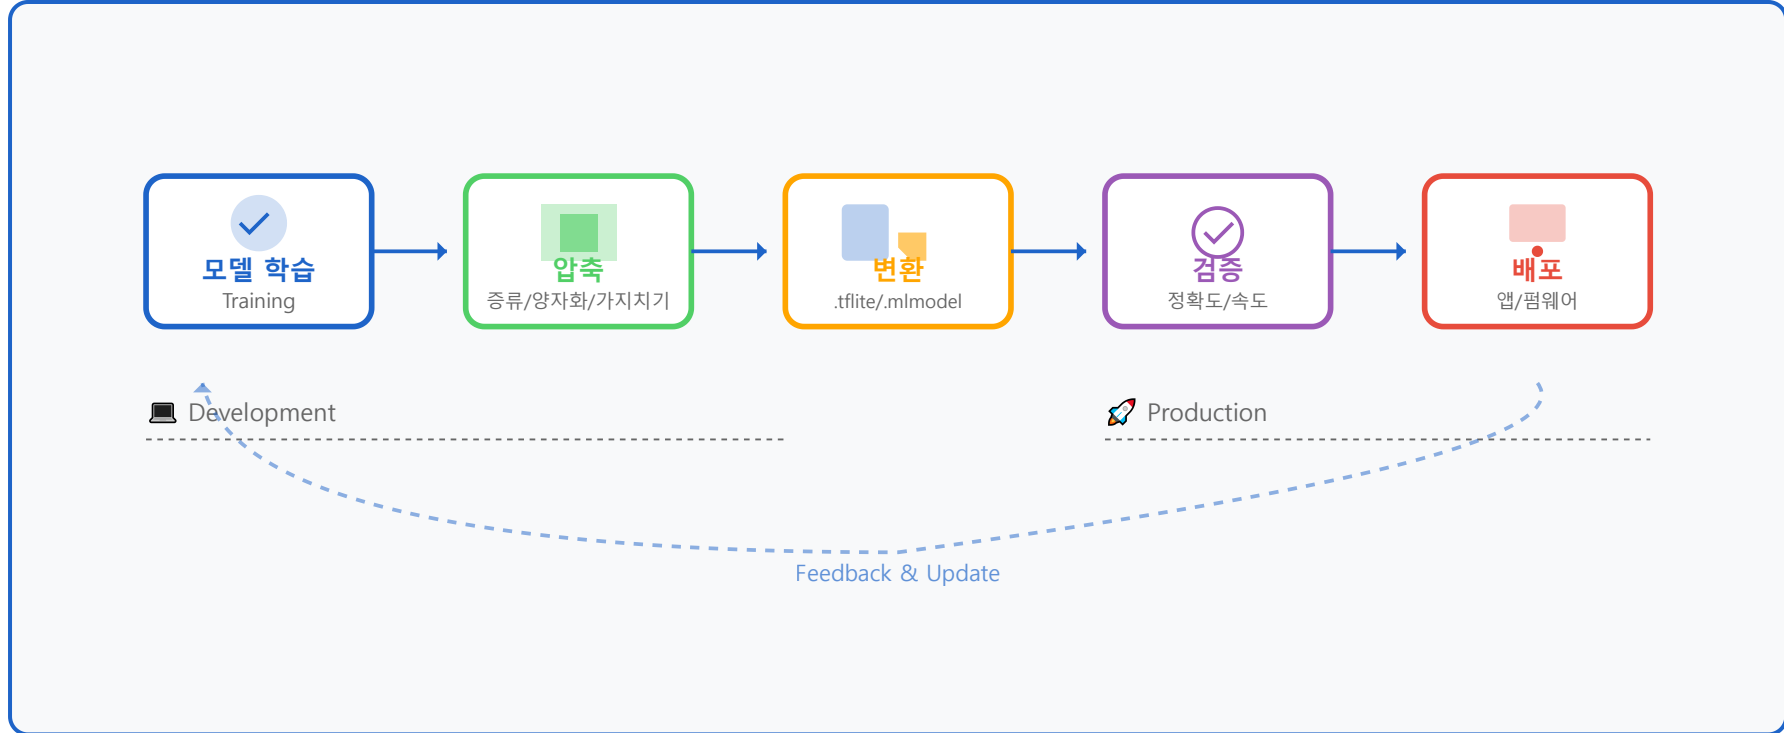 모델 학습
Training
압축
증류/양자화/가지치기
변환
.tflite/.mlmodel
검증
정확도/속도
배포
앱/펌웨어
Development
Production
Feedback & Update